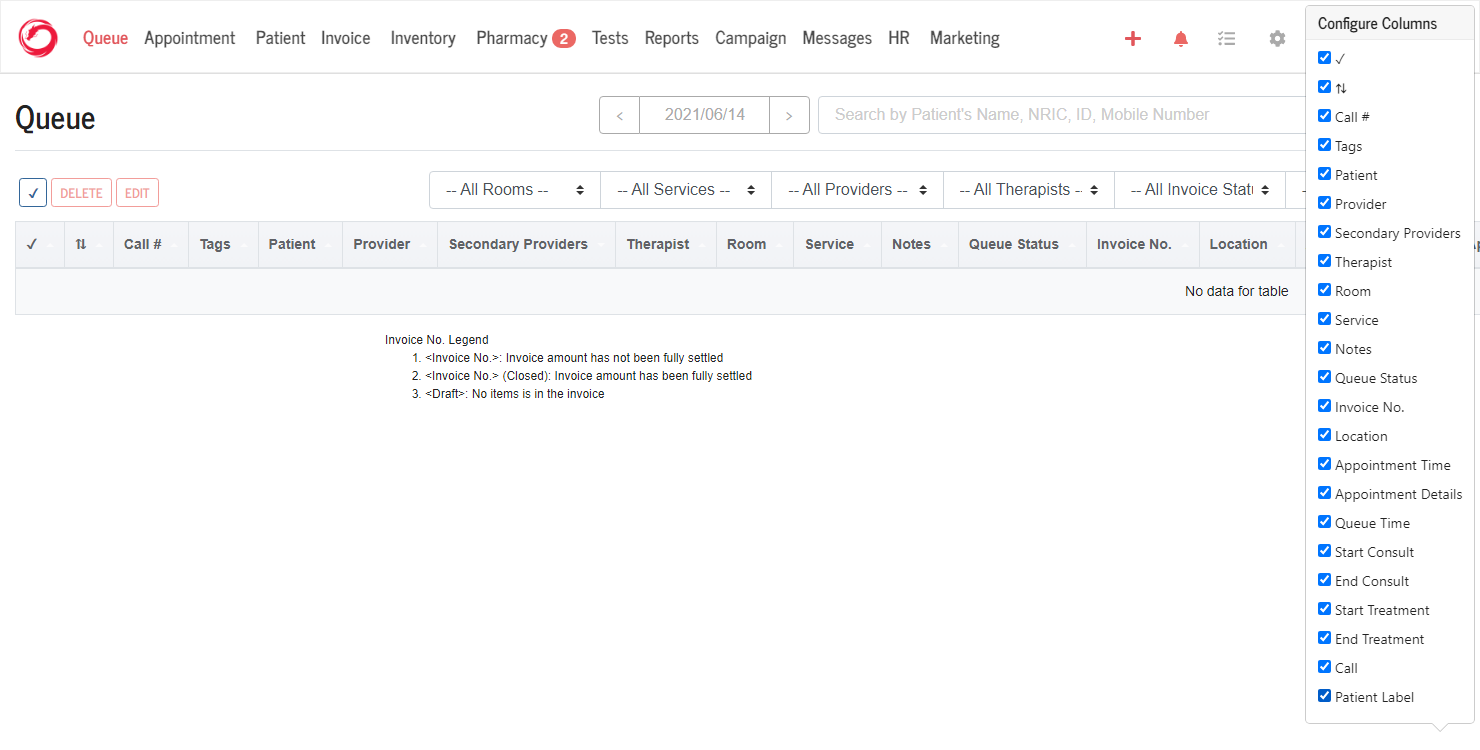 Queue Appointment Patient Invoice Inventory Pharmacy 2 Tests Reports Campaign Messages HR Marketing
Queue
< 2021/06/14 >
Search by Patient's Name, NRIC, ID, Mobile Number
✓ DELETE EDIT
-- All Rooms -- -- All Services -- -- All Providers -- -- All Therapists - -- All Invoice Statu
✓ ⇅ Call # Tags Patient Provider Secondary Providers Therapist Room Service Notes Queue Status Invoice No. Location
No data for table
Invoice No. Legend
1. <Invoice No.>: Invoice amount has not been fully settled
2. <Invoice No.> (Closed): Invoice amount has been fully settled
3. <Draft>: No items is in the invoice
Configure Columns
✓
⇅
Call #
Tags
Patient
Provider
Secondary Providers
Therapist
Room
Service
Notes
Queue Status
Invoice No.
Location
Appointment Time
Appointment Details
Queue Time
Start Consult
End Consult
Start Treatment
End Treatment
Call
Patient Label